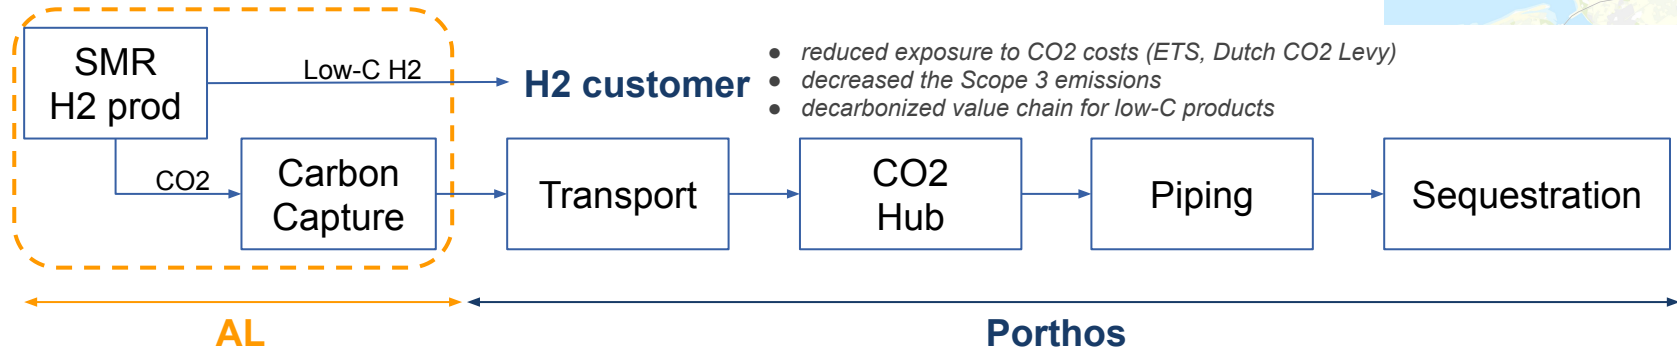 SMR
H2 prod
Low-C H2
H2 customer
● reduced exposure to CO2 costs (ETS, Dutch CO2 Levy)
● decreased the Scope 3 emissions
● decarbonized value chain for low-C products
CO2
Carbon
Capture
Transport
CO2
Hub
Piping
Sequestration
AL
Porthos